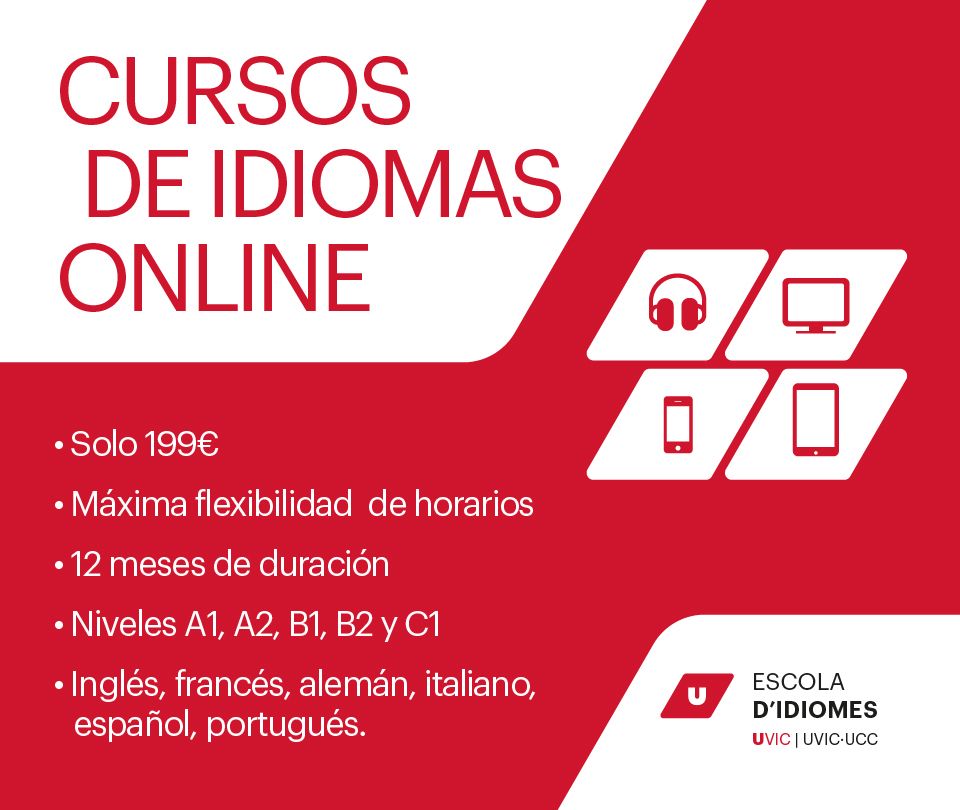 CURSOS
DE IDIOMAS
ONLINE
• Solo 199€
• Máxima flexibilidad de horarios
• 12 meses de duración
• Niveles A1, A2, B1, B2 y C1
• Inglés, francés, alemán, italiano,
español, portugués.
U
ESCOLA
D'IDIOMES
UVIC | UVIC·UCC